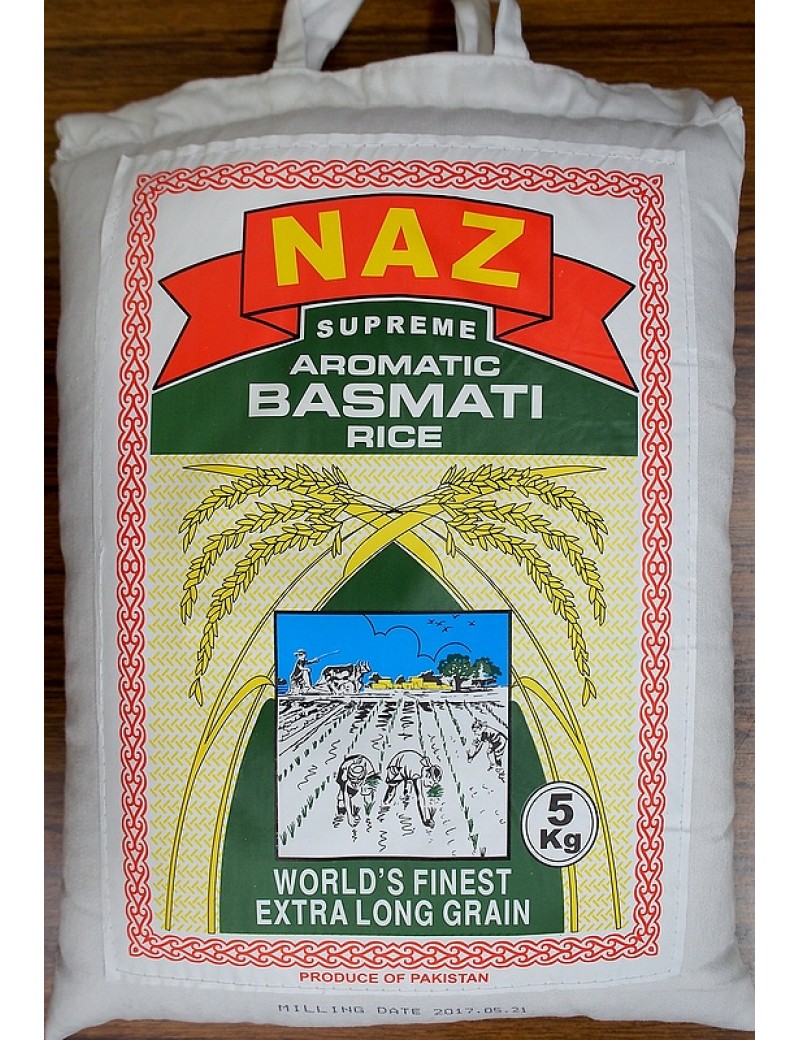 NAZ
SUPREME
AROMATIC
BASMATI
RICE
5
Kg
WORLD'S FINEST
EXTRA LONG GRAIN
PRODUCE OF PAKISTAN
MILLING DATE 2017.05.21